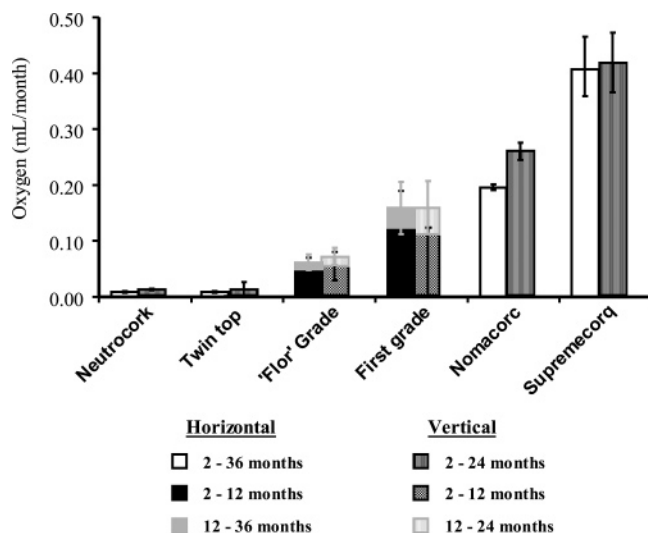 0.50
0.40
0.30
0.20
0.10
0.00
Oxygen (mL/month)
Neutrocork
Twin top
'Flor' Grade
First grade
Nomacorc
Supremecorq
Horizontal
Vertical
2 - 36 months
2 - 24 months
2 - 12 months
2 - 12 months
12 - 36 months
12 - 24 months